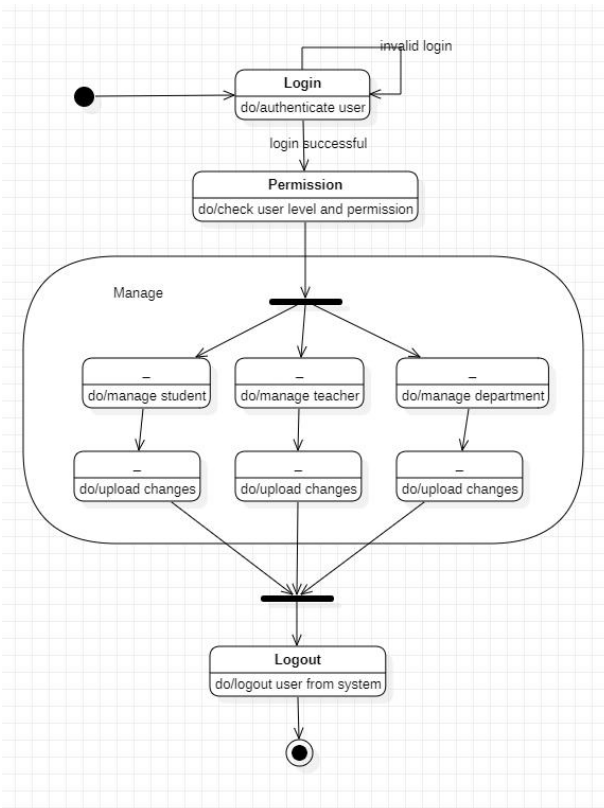 invalid login
Login
do/authenticate user
login successful
Permission
do/check user level and permission
Manage
–
–
–
do/manage student
do/manage teacher
do/manage department
–
–
–
do/upload changes
do/upload changes
do/upload changes
Logout
do/logout user from system